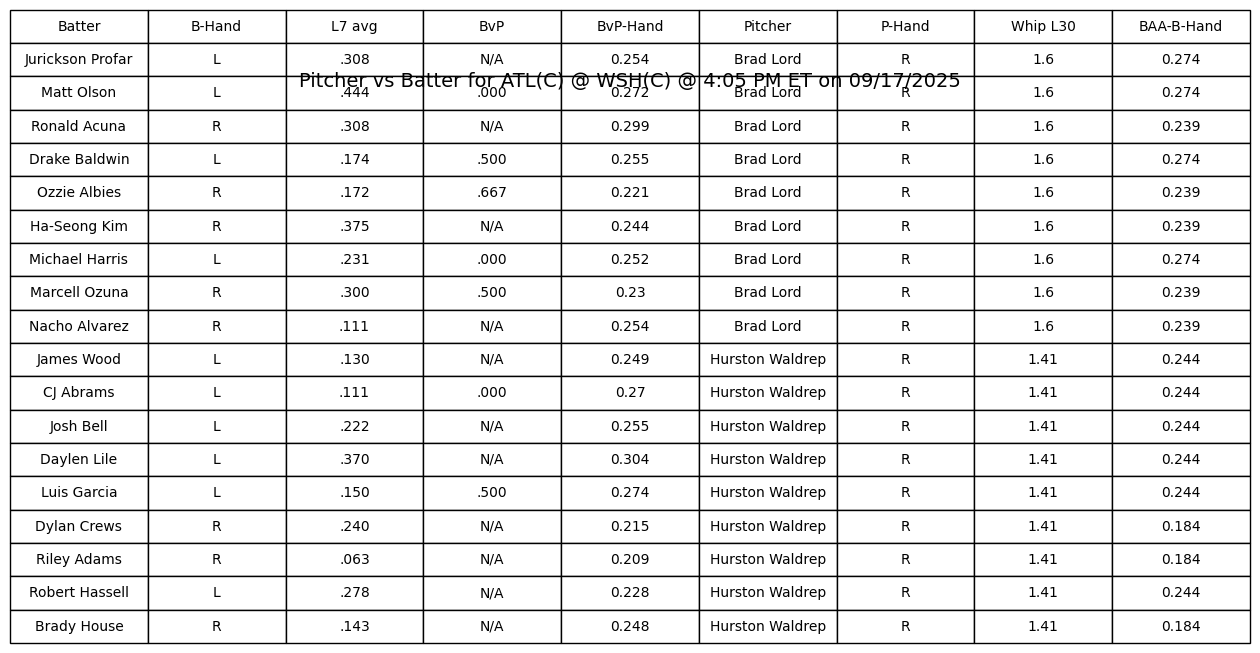 Batter B-Hand L7 avg BvP BvP-Hand Pitcher P-Hand Whip L30 BAA-B-Hand
Jurickson Profar L .308 N/A 0.254 Brad Lord R 1.6 0.274
Pitcher vs Batter for ATL(C) @ WSH(C) @ 4:05 PM ET on 09/17/2025
Matt Olson L .444 .000 0.272 Brad Lord R 1.6 0.274
Ronald Acuna R .308 N/A 0.299 Brad Lord R 1.6 0.239
Drake Baldwin L .174 .500 0.255 Brad Lord R 1.6 0.274
Ozzie Albies R .172 .667 0.221 Brad Lord R 1.6 0.239
Ha-Seong Kim R .375 N/A 0.244 Brad Lord R 1.6 0.239
Michael Harris L .231 .000 0.252 Brad Lord R 1.6 0.274
Marcell Ozuna R .300 .500 0.23 Brad Lord R 1.6 0.239
Nacho Alvarez R .111 N/A 0.254 Brad Lord R 1.6 0.239
James Wood L .130 N/A 0.249 Hurston Waldrep R 1.41 0.244
CJ Abrams L .111 .000 0.27 Hurston Waldrep R 1.41 0.244
Josh Bell L .222 N/A 0.255 Hurston Waldrep R 1.41 0.244
Daylen Lile L .370 N/A 0.304 Hurston Waldrep R 1.41 0.244
Luis Garcia L .150 .500 0.274 Hurston Waldrep R 1.41 0.244
Dylan Crews R .240 N/A 0.215 Hurston Waldrep R 1.41 0.184
Riley Adams R .063 N/A 0.209 Hurston Waldrep R 1.41 0.184
Robert Hassell L .278 N/A 0.228 Hurston Waldrep R 1.41 0.244
Brady House R .143 N/A 0.248 Hurston Waldrep R 1.41 0.184